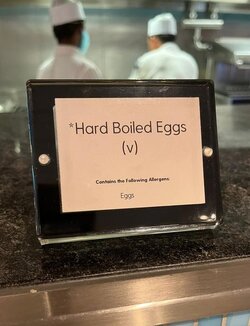 *Hard Boiled Eggs
(v)
Contains the Following Allergens:
Eggs